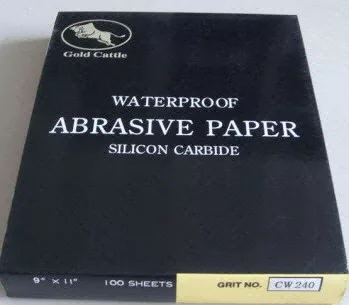 Gold Cattle
WATERPROOF
ABRASIVE PAPER
SILICON CARBIDE
9" × 11" 100 SHEETS GRIT NO. CW 240